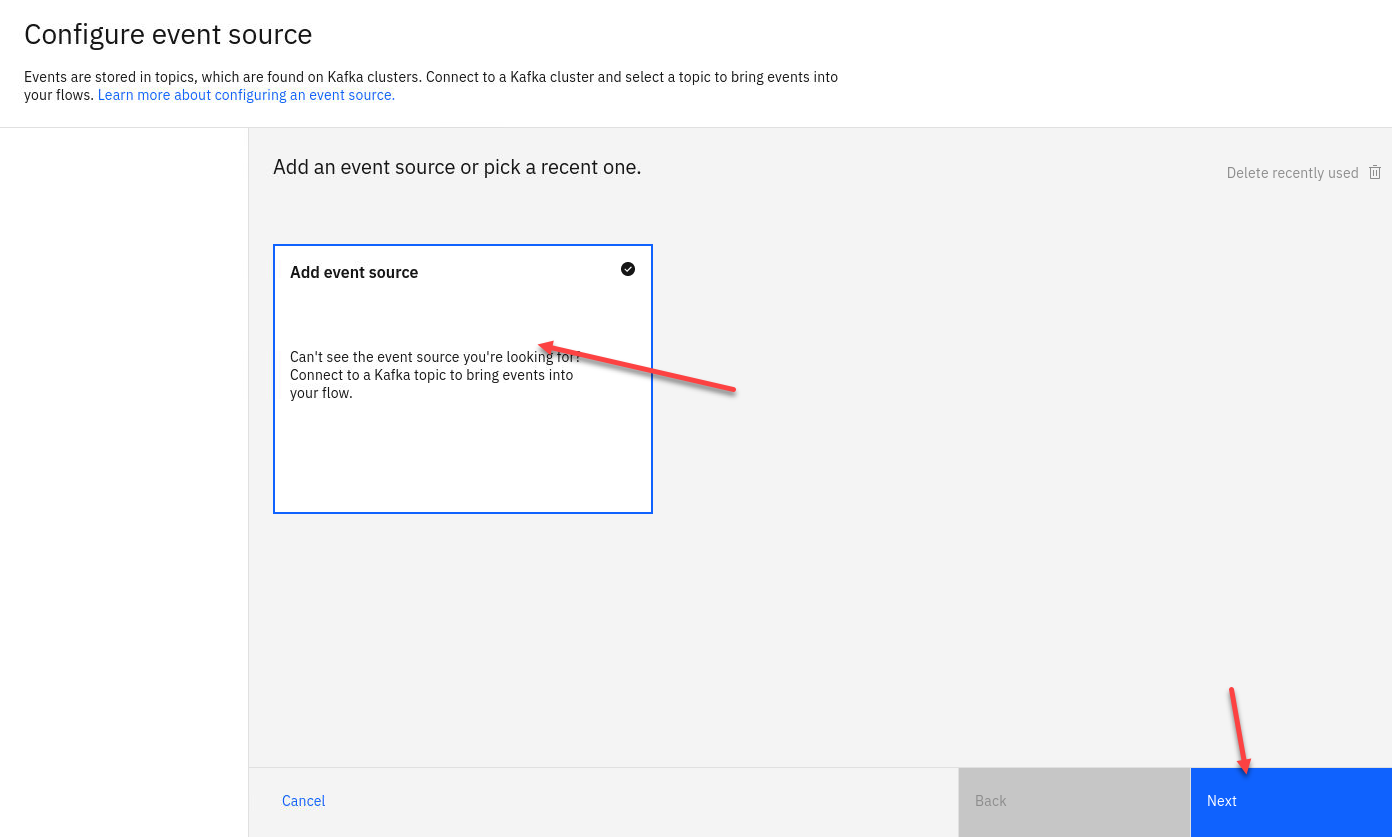 Configure event source
Events are stored in topics, which are found on Kafka clusters. Connect to a Kafka cluster and select a topic to bring events into
your flows. Learn more about configuring an event source.
Add an event source or pick a recent one.
Delete recently used
Add event source
Can't see the event source you're looking for?
Connect to a Kafka topic to bring events into
your flow.
Cancel
Back
Next